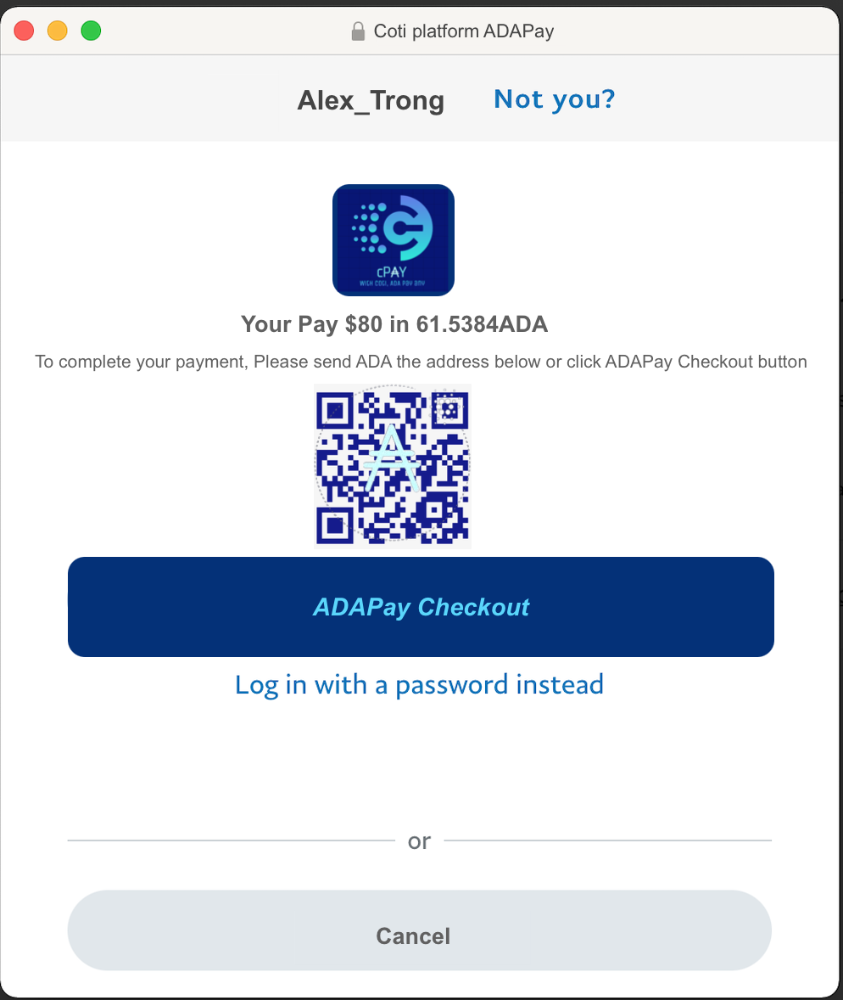 Coti platform ADAPay
Alex_Trong Not you?
cPAY
WITH COTI, ADA PAY ANY
Your Pay $80 in 61.5384ADA
To complete your payment, Please send ADA the address below or click ADAPay Checkout button
ADAPay Checkout
Log in with a password instead
or
Cancel